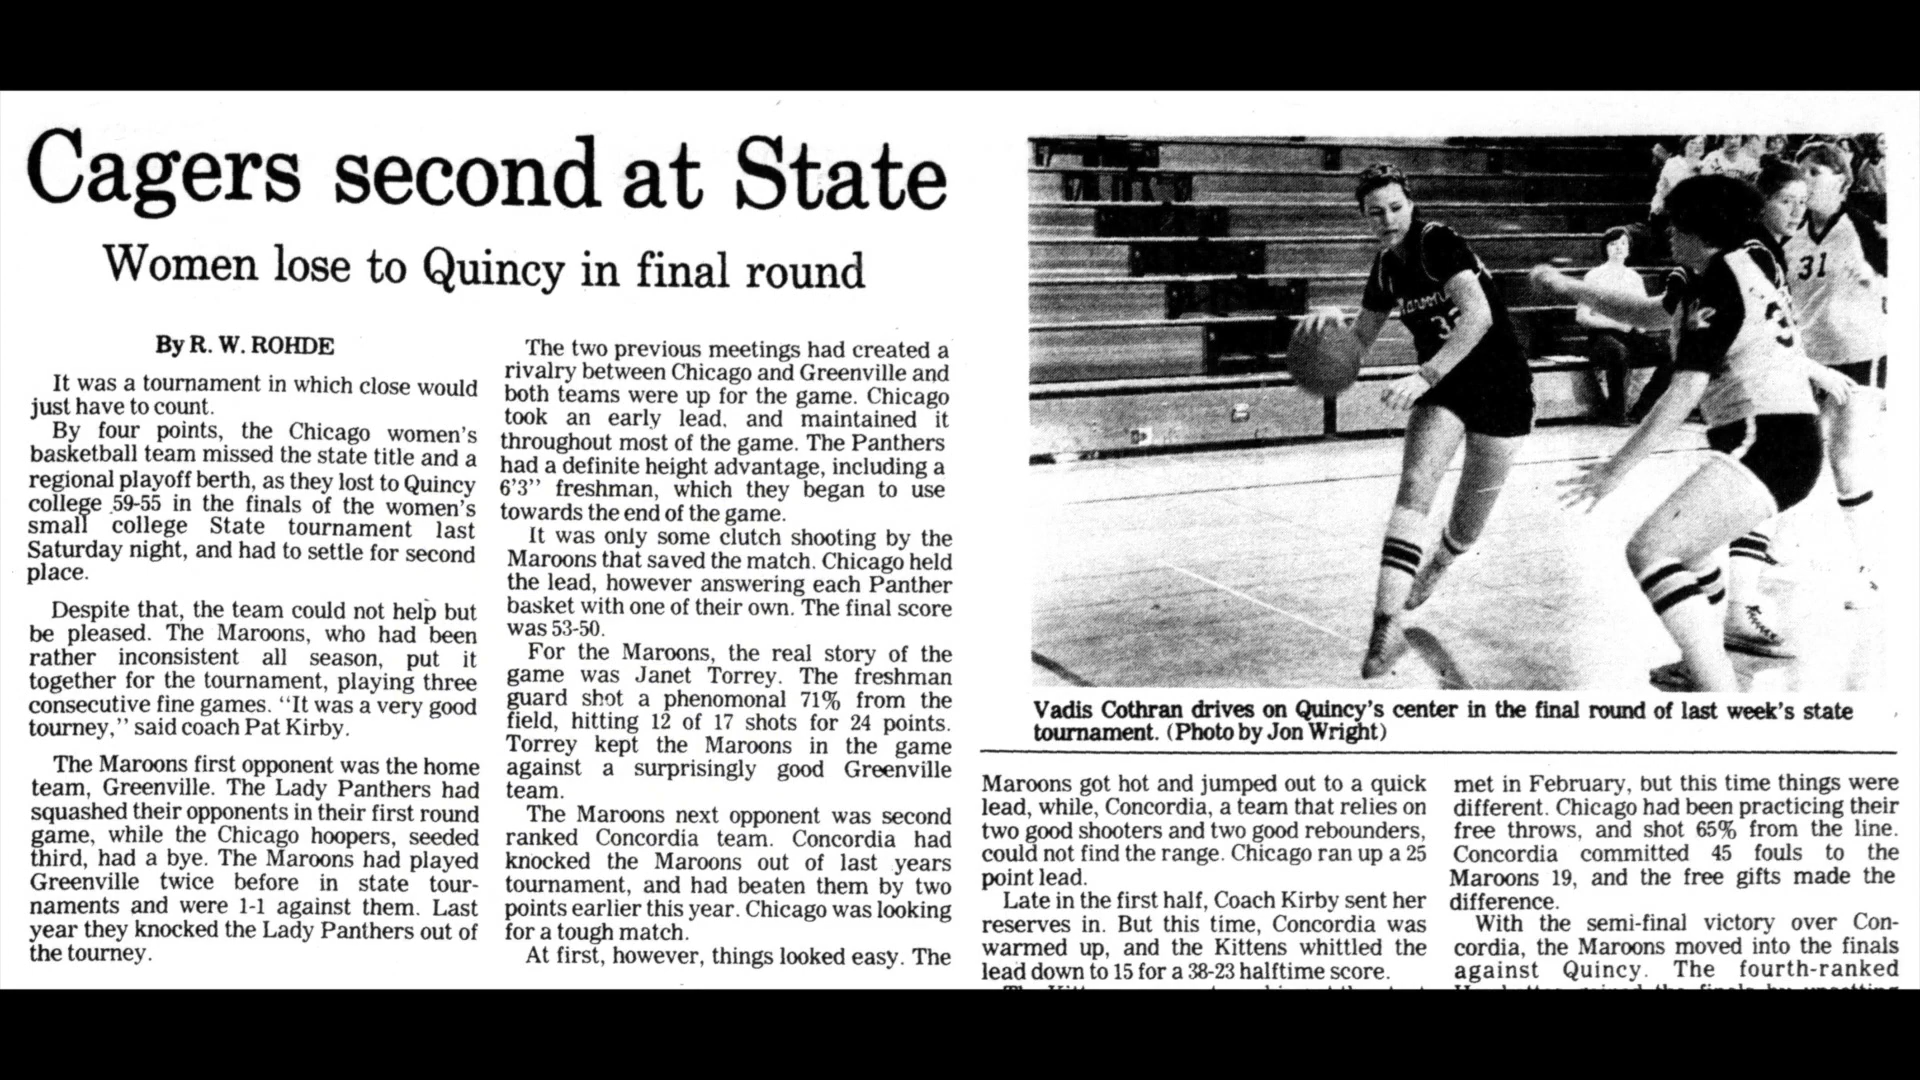 Cagers second at State
Women lose to Quincy in final round
By R. W. ROHDE
It was a tournament in which close would
just have to count.
By four points, the Chicago women's
basketball team missed the state title and a
regional playoff berth, as they lost to Quincy
college 59-55 in the finals of the women's
small college State tournament last
Saturday night, and had to settle for second
place.
Despite that, the team could not help but
be pleased. The Maroons, who had been
rather inconsistent all season, put it
together for the tournament, playing three
consecutive fine games. "It was a very good
tourney," said coach Pat Kirby.
The Maroons first opponent was the home
team, Greenville. The Lady Panthers had
squashed their opponents in their first round
game, while the Chicago hoopers, seeded
third, had a bye. The Maroons had played
Greenville twice before in state tour-
naments and were 1-1 against them. Last
year they knocked the Lady Panthers out of
the tourney.
The two previous meetings had created a
rivalry between Chicago and Greenville and
both teams were up for the game. Chicago
took an early lead, and maintained it
throughout most of the game. The Panthers
had a definite height advantage, including a
6'3" freshman, which they began to use
towards the end of the game.
It was only some clutch shooting by the
Maroons that saved the match. Chicago held
the lead, however answering each Panther
basket with one of their own. The final score
was 53-50.
For the Maroons, the real story of the
game was Janet Torrey. The freshman
guard shot a phenomonal 71% from the
field, hitting 12 of 17 shots for 24 points.
Torrey kept the Maroons in the game
against a surprisingly good Greenville
team.
The Maroons next opponent was second
ranked Concordia team. Concordia had
knocked the Maroons out of last years
tournament, and had beaten them by two
points earlier this year. Chicago was looking
for a tough match.
At first, however, things looked easy. The
Maroons
31
Vadis Cothran drives on Quincy's center in the final round of last week's state
tournament. (Photo by Jon Wright)
Maroons got hot and jumped out to a quick
lead, while, Concordia, a team that relies on
two good shooters and two good rebounders,
could not find the range. Chicago ran up a 25
point lead.
Late in the first half, Coach Kirby sent her
reserves in. But this time, Concordia was
warmed up, and the Kittens whittled the
lead down to 15 for a 38-23 halftime score.
met in February, but this time things were
different. Chicago had been practicing their
free throws, and shot 65% from the line.
Concordia committed 45 fouls to the
Maroons 19, and the free gifts made the
difference.
With the semi-final victory over Con-
cordia, the Maroons moved into the finals
against Quincy. The fourth-ranked